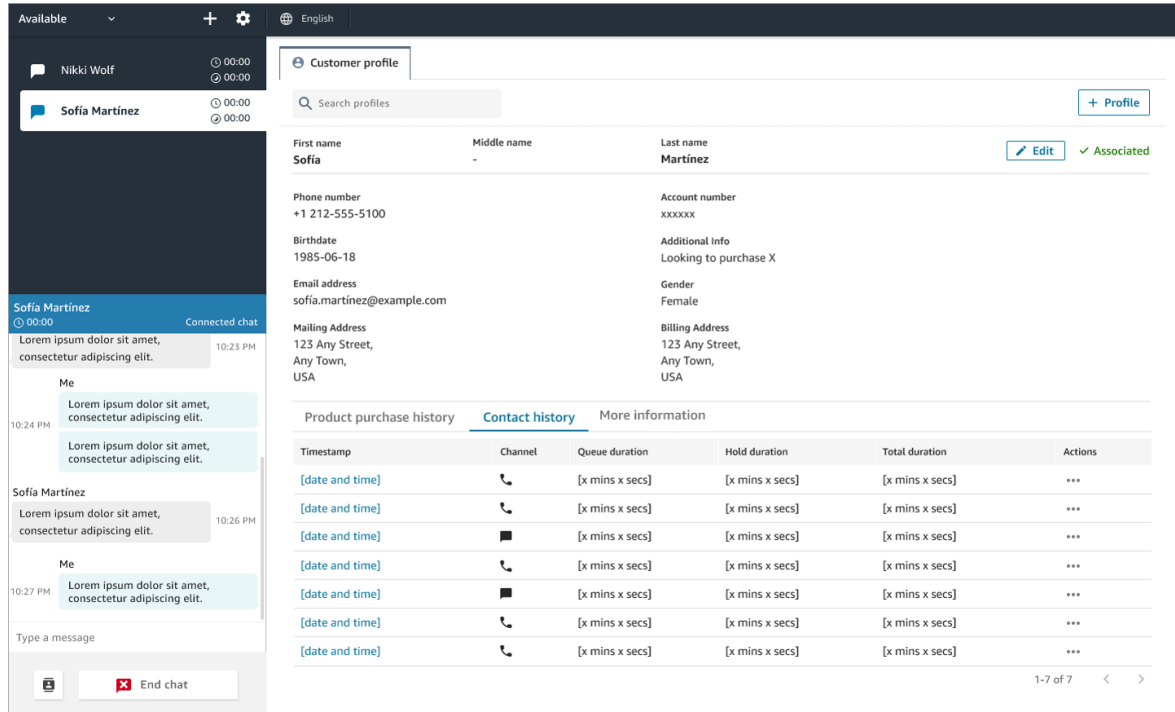 Available
English
Nikki Wolf
00:00
00:00
Sofía Martínez
00:00
00:00
Sofía Martínez
00:00
Connected chat
Lorem ipsum dolor sit amet,
consectetur adipiscing elit.
10:23 PM
Me
Lorem ipsum dolor sit amet,
consectetur adipiscing elit.
10:24 PM
Lorem ipsum dolor sit amet,
consectetur adipiscing elit.
Sofía Martínez
Lorem ipsum dolor sit amet,
consectetur adipiscing elit.
10:26 PM
Me
10:27 PM
Lorem ipsum dolor sit amet,
consectetur adipiscing elit.
Type a message
End chat
Customer profile
Search profiles
+ Profile
First name Middle name Last name
Sofía - Martínez
Edit
Associated
Phone number
+1 212-555-5100
Account number
xxxxxx
Birthdate
1985-06-18
Additional Info
Looking to purchase X
Email address
sofía.martínez@example.com
Gender
Female
Mailing Address
123 Any Street,
Any Town,
USA
Billing Address
123 Any Street,
Any Town,
USA
Product purchase history Contact history More information
Timestamp Channel Queue duration Hold duration Total duration Actions
[date and time] [x mins x secs] [x mins x secs] [x mins x secs] •••
[date and time] [x mins x secs] [x mins x secs] [x mins x secs] •••
[date and time] [x mins x secs] [x mins x secs] [x mins x secs] •••
[date and time] [x mins x secs] [x mins x secs] [x mins x secs] •••
[date and time] [x mins x secs] [x mins x secs] [x mins x secs] •••
[date and time] [x mins x secs] [x mins x secs] [x mins x secs] •••
[date and time] [x mins x secs] [x mins x secs] [x mins x secs] •••
1-7 of 7 < >